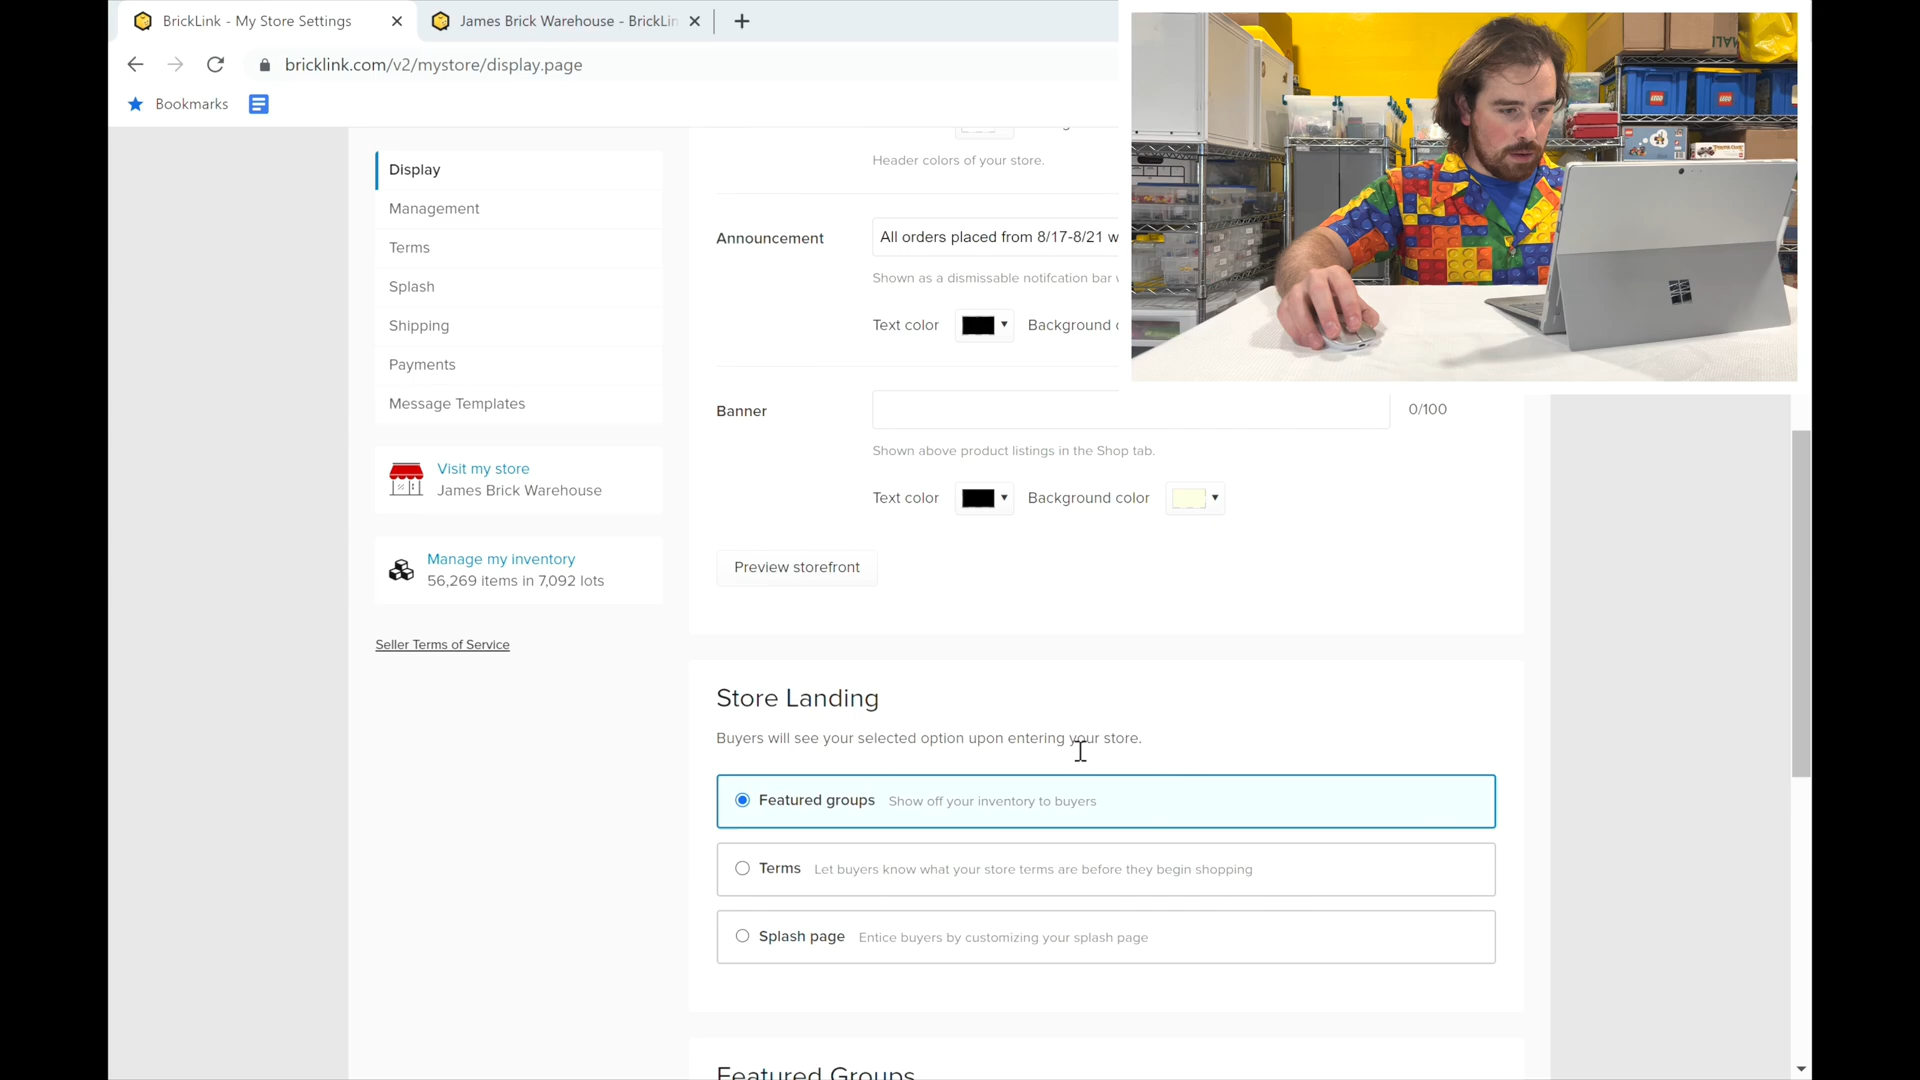 BrickLink - My Store Settings
James Brick Warehouse - BrickLin
bricklink.com/v2/mystore/display.page
Bookmarks
Display
Management
Terms
Splash
Shipping
Payments
Message Templates
Visit my store
James Brick Warehouse
Manage my inventory
56,269 items in 7,092 lots
Seller Terms of Service
Header colors of your store.
Announcement
All orders placed from 8/17-8/21 w
Shown as a dismissable notifcation bar
Text color
Background
Banner
0/100
Shown above product listings in the Shop tab.
Text color
Background color
Preview storefront
Store Landing
Buyers will see your selected option upon entering your store.
Featured groups Show off your inventory to buyers
Terms Let buyers know what your store terms are before they begin shopping
Splash page Entice buyers by customizing your splash page
Featured Groups
LEGO
LEGO